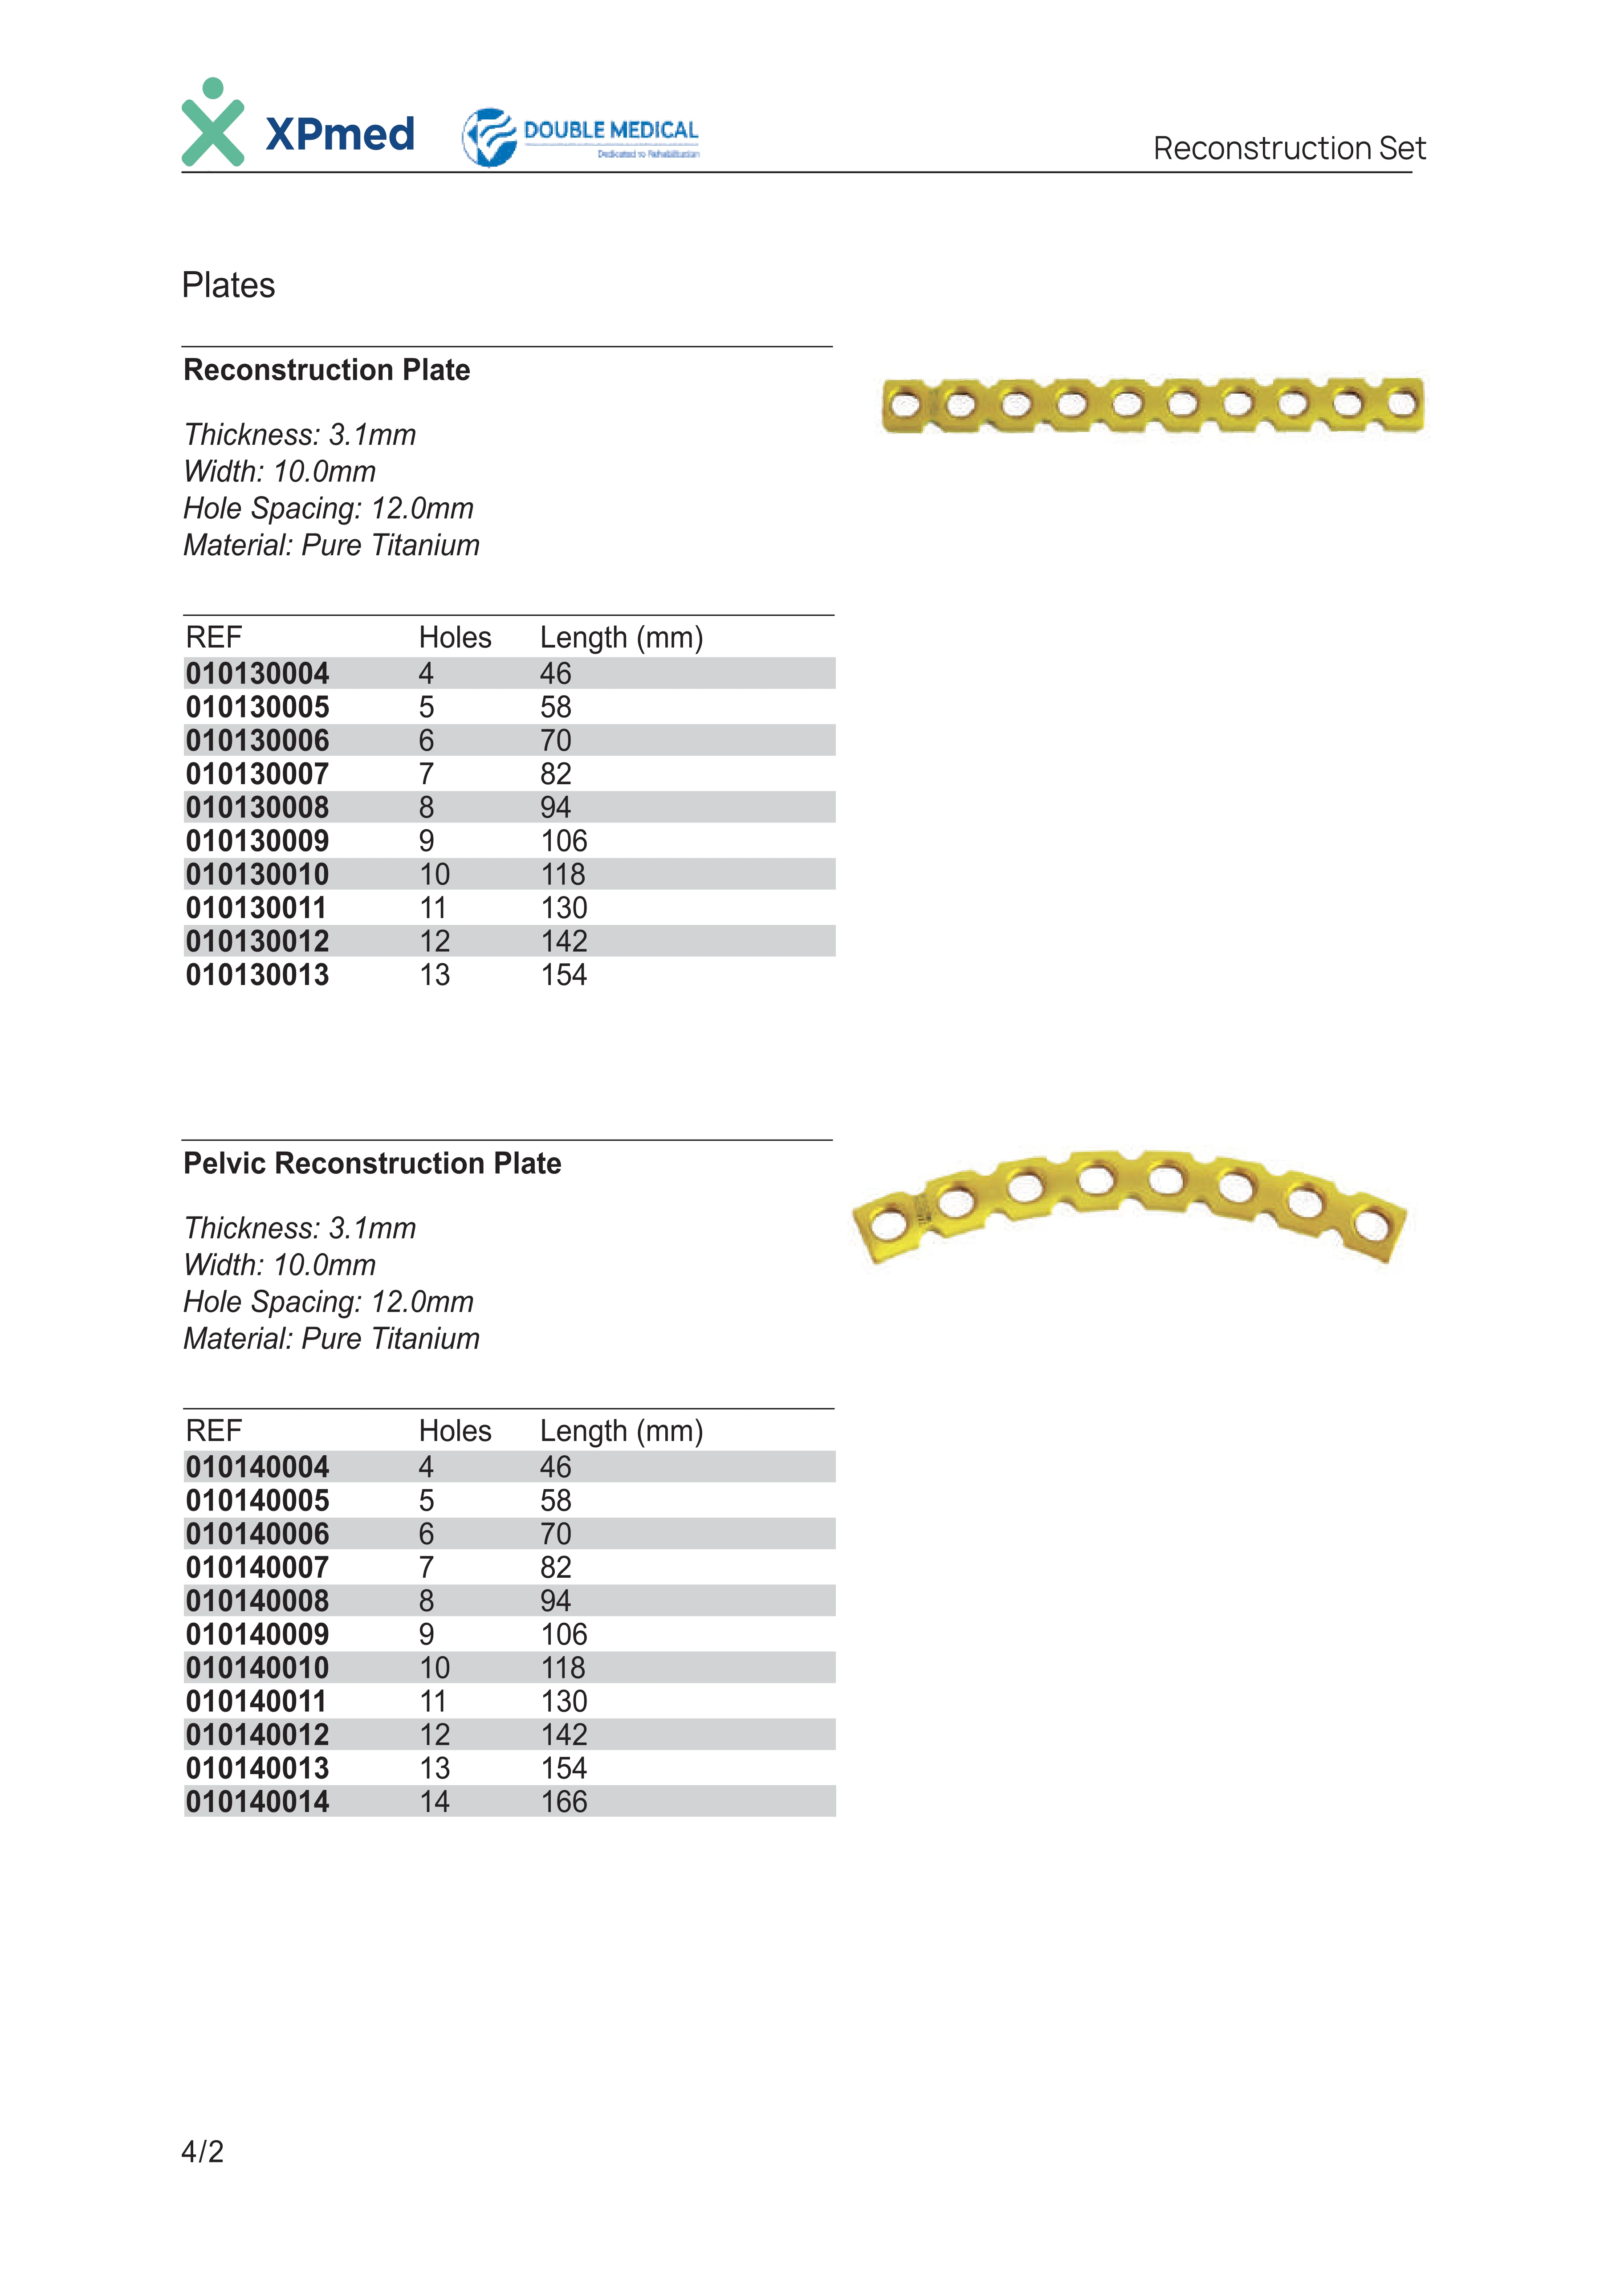 XPmed
DOUBLE MEDICAL
Dedicated to Rehabilitation
Reconstruction Set
Plates
Reconstruction Plate
Thickness: 3.1mm
Width: 10.0mm
Hole Spacing: 12.0mm
Material: Pure Titanium
REF Holes Length (mm)
010130004 4 46
010130005 5 58
010130006 6 70
010130007 7 82
010130008 8 94
010130009 9 106
010130010 10 118
010130011 11 130
010130012 12 142
010130013 13 154
Pelvic Reconstruction Plate
Thickness: 3.1mm
Width: 10.0mm
Hole Spacing: 12.0mm
Material: Pure Titanium
REF Holes Length (mm)
010140004 4 46
010140005 5 58
010140006 6 70
010140007 7 82
010140008 8 94
010140009 9 106
010140010 10 118
010140011 11 130
010140012 12 142
010140013 13 154
010140014 14 166
4/2